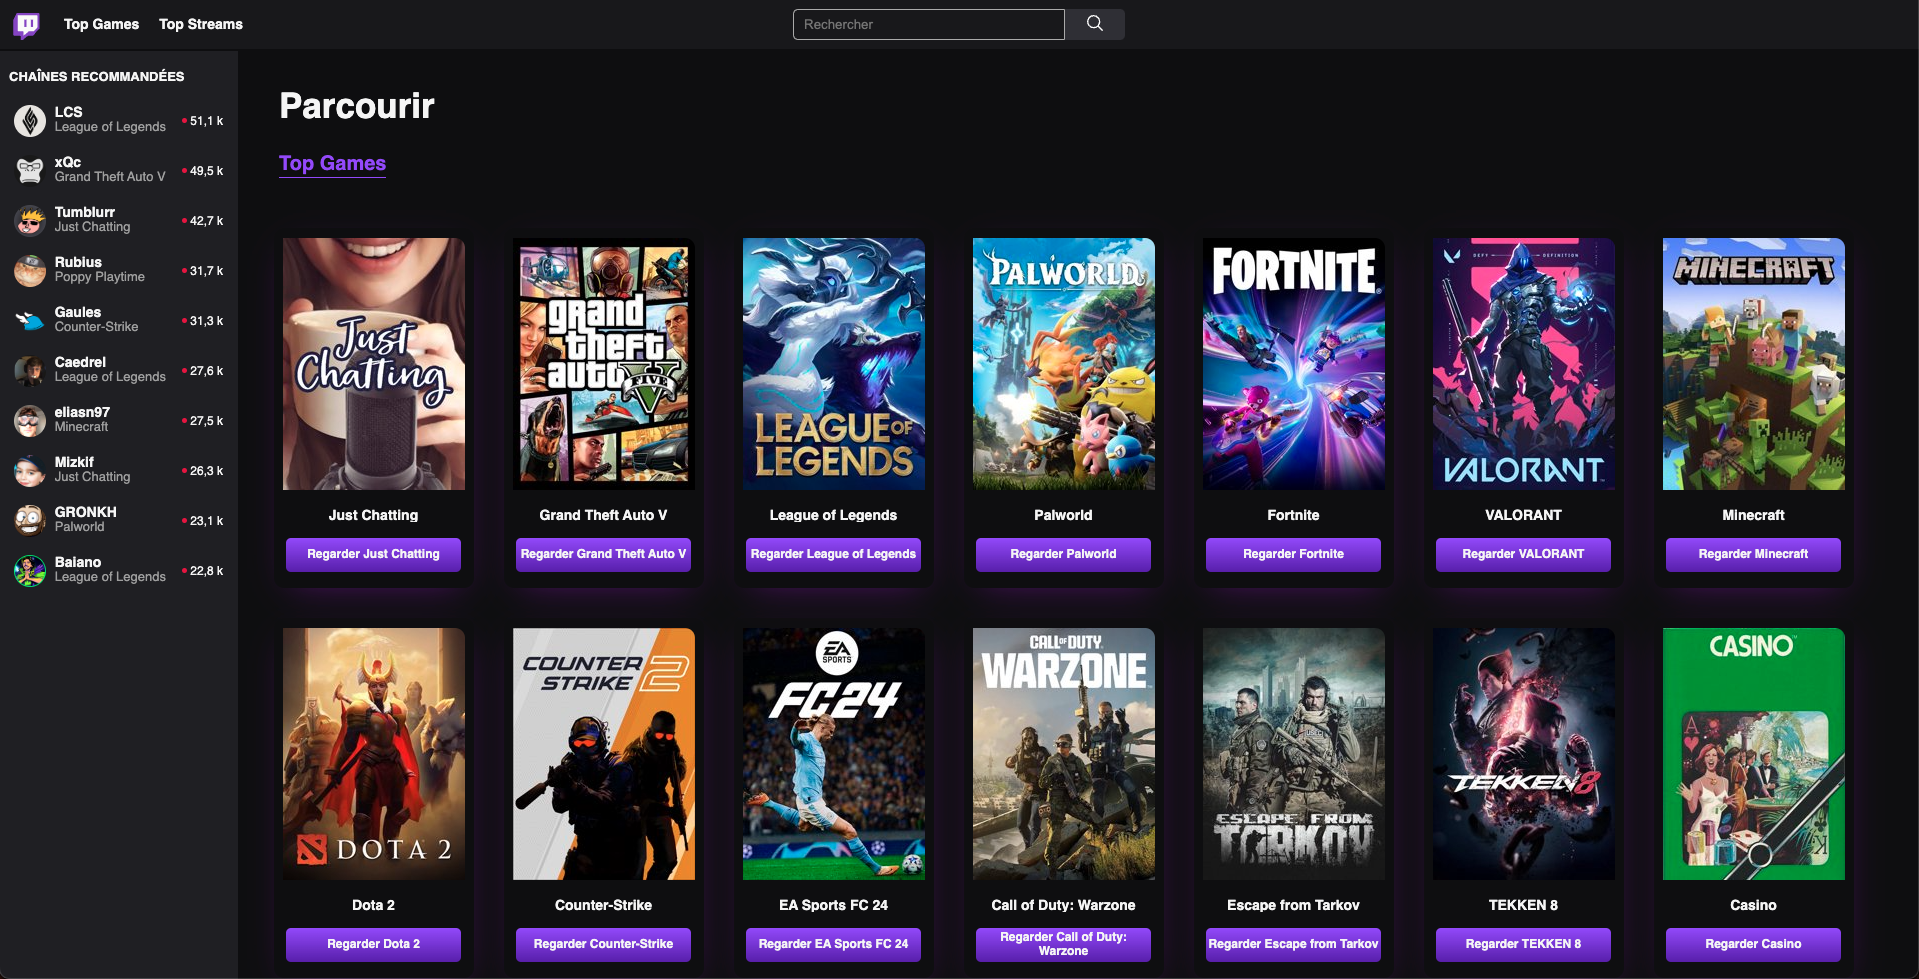 Top Games
Top Streams
Rechercher
CHAÎNES RECOMMANDÉES
LCS
League of Legends
51,1 k
xQc
Grand Theft Auto V
49,5 k
Tumblurr
Just Chatting
42,7 k
Rubius
Poppy Playtime
31,7 k
Gaules
Counter-Strike
31,3 k
Caedrel
League of Legends
27,6 k
eliasn97
Minecraft
27,5 k
Mizkif
Just Chatting
26,3 k
GRONKH
Palworld
23,1 k
Baiano
League of Legends
22,8 k
Parcourir
Top Games
Just
Chatting
Just Chatting
Regarder Just Chatting
grand
theft
auto
FIVE
Grand Theft Auto V
Regarder Grand Theft Auto V
LEAGUE OF
LEGENDS
League of Legends
Regarder League of Legends
PALWORLD
Palworld
Regarder Palworld
FORTNITE
Fortnite
Regarder Fortnite
DEFY DEFINITION
VALORANT
VALORANT
Regarder VALORANT
MINECRAFT
Minecraft
Regarder Minecraft
DOTA 2
Dota 2
Regarder Dota 2
COUNTER
STRIKE 2
Counter-Strike
Regarder Counter-Strike
EA
SPORTS
FC24
EA Sports FC 24
Regarder EA Sports FC 24
CALL OF DUTY
WARZONE
Call of Duty: Warzone
Regarder Call of Duty:
Warzone
ESCAPE FROM
TARKOV
Escape from Tarkov
Regarder Escape from Tarkov
TEKKEN 8
TEKKEN 8
Regarder TEKKEN 8
CASINO
A
K
Casino
Regarder Casino